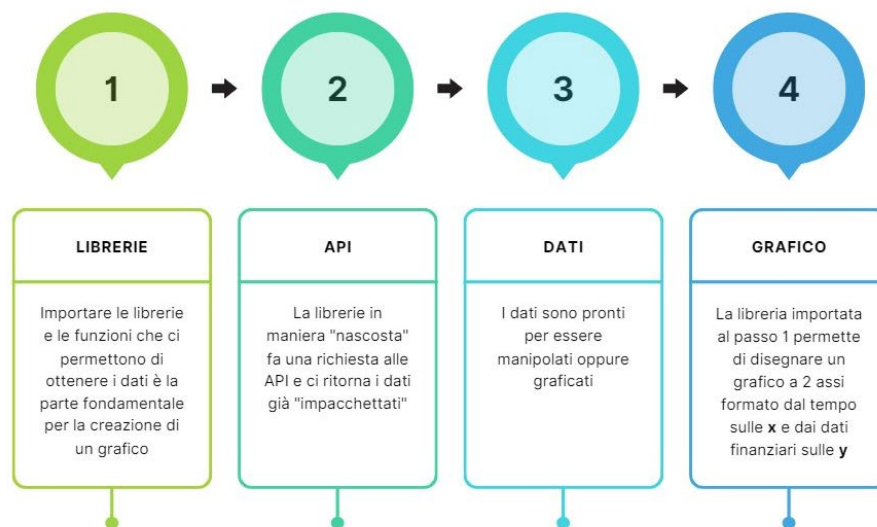 1
2
3
4
LIBRERIE
Importare le librerie
e le funzioni che ci
permettono di
ottenere i dati è la
parte fondamentale
per la creazione di
un grafico
API
La librerie in
maniera "nascosta"
fa una richiesta alle
API e ci ritorna i dati
già "impacchettati"
DATI
I dati sono pronti
per essere
manipolati oppure
graficati
GRAFICO
La libreria importata
al passo 1 permette
di disegnare un
grafico a 2 assi
formato dal tempo
sulle x e dai dati
finanziari sulle y